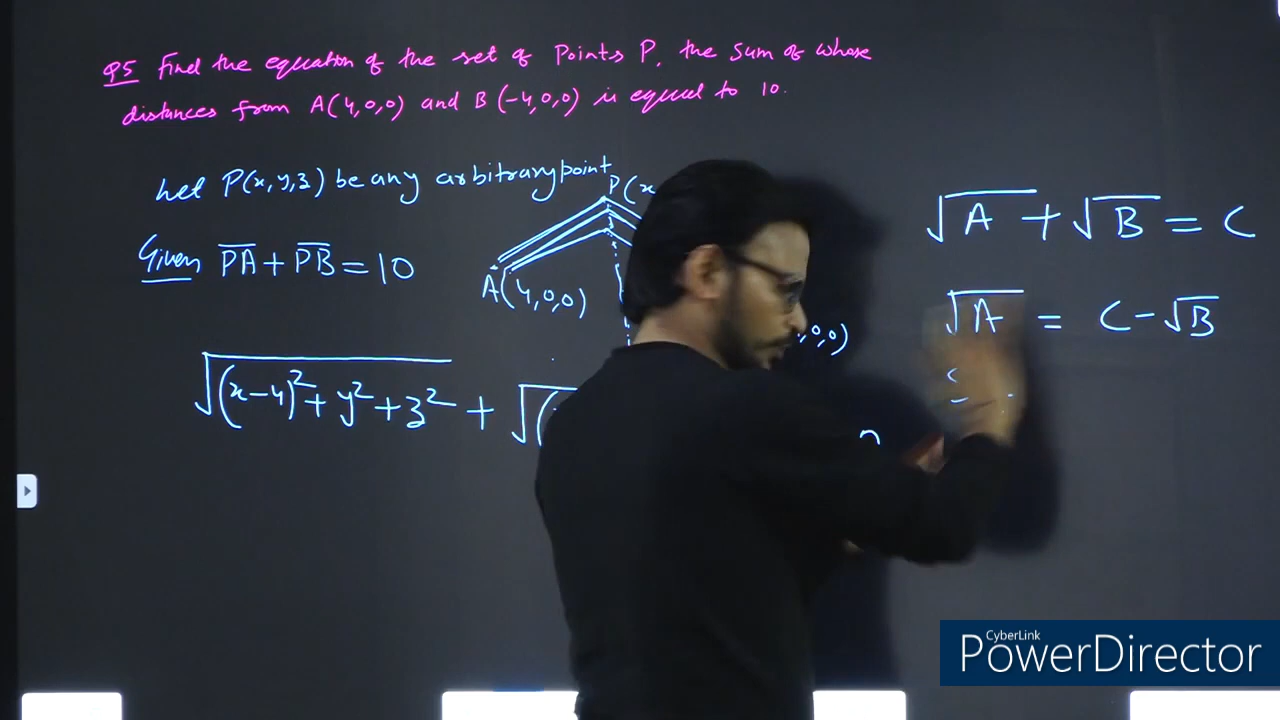 Q5 Find the equation of the set of Points P, the sum of whose
distances from A(4,0,0) and B(-4,0,0) is equal to 10.
Let P(x,y,z) be any arbitrary point
P(x
Given PA + PB = 10
A(4,0,0)
,0,0)
√(x-4)² + y² + z² + √(
√A + √B = C
√A = C - √B
CyberLink
PowerDirector